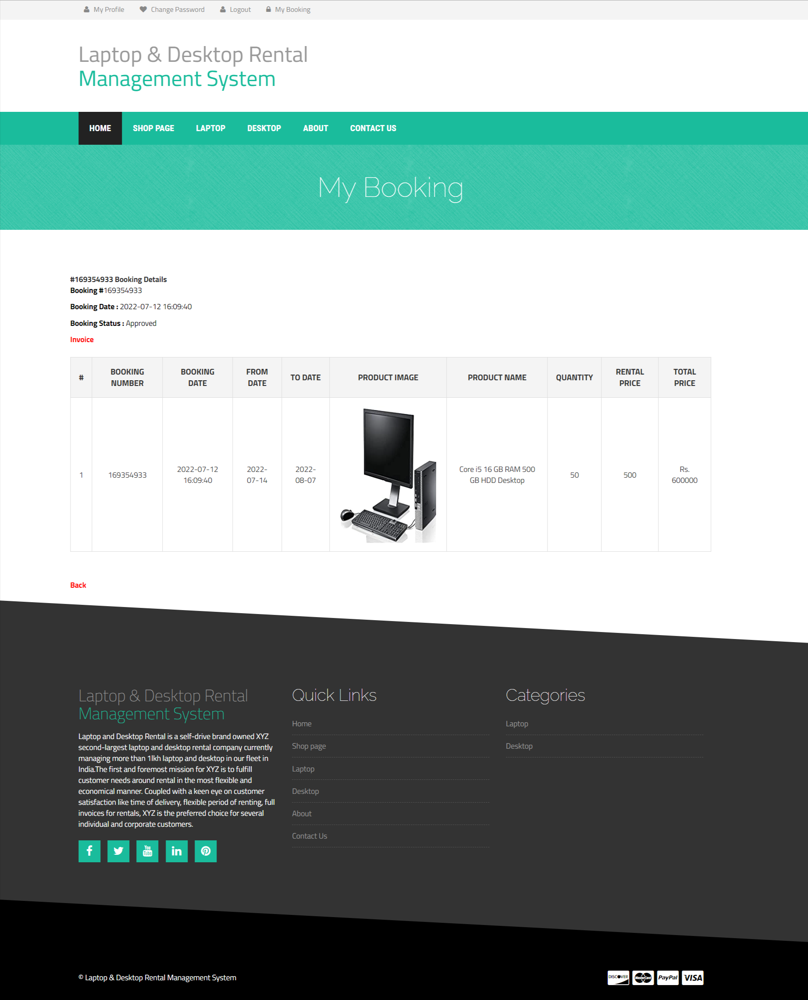 My Profile Change Password Logout My Booking
Laptop & Desktop Rental
Management System
HOME SHOP PAGE LAPTOP DESKTOP ABOUT CONTACT US
My Booking
#169354933 Booking Details
Booking #169354933
Booking Date : 2022-07-12 16:09:40
Booking Status : Approved
Invoice
# BOOKING NUMBER BOOKING DATE FROM DATE TO DATE PRODUCT IMAGE PRODUCT NAME QUANTITY RENTAL PRICE TOTAL PRICE
1 169354933 2022-07-12 16:09:40 2022-07-14 2022-08-07 Core i5 16 GB RAM 500 GB HDD Desktop 50 500 Rs. 600000
Back
Laptop & Desktop Rental
Management System
Laptop and Desktop Rental is a self-drive brand owned XYZ
second-largest laptop and desktop rental company currently
managing more than 1lkh laptop and desktop in our fleet in
India.The first and foremost mission for XYZ is to fulfill
customer needs around rental in the most flexible and
economical manner. Coupled with a keen eye on customer
satisfaction like time of delivery, flexible period of renting, full
invoices for rentals, XYZ is the preferred choice for several
individual and corporate customers.
You Tube
Quick Links
Home
Shop page
Laptop
Desktop
About
Contact Us
Categories
Laptop
Desktop
© Laptop & Desktop Rental Management System
DISCOVER MasterCard PayPal VISA